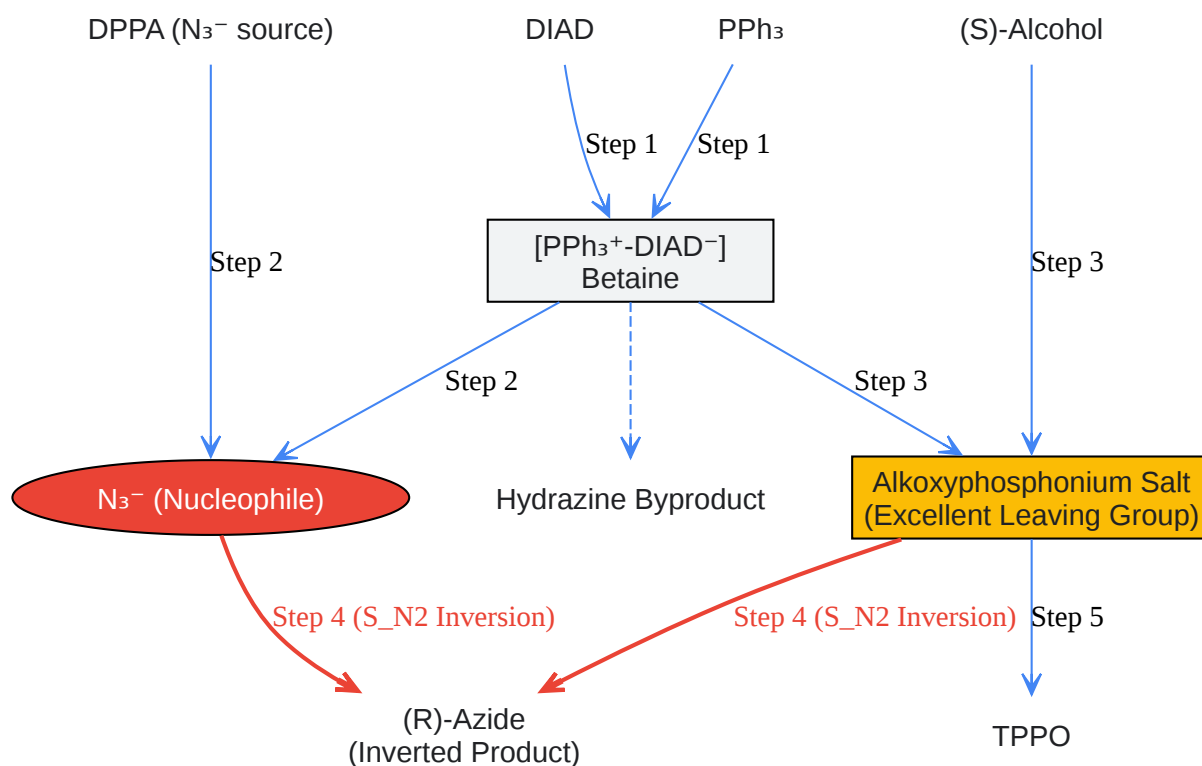 DPPA (N₃⁻ source)
DIAD
PPh₃
(S)-Alcohol
Step 1
Step 1
[PPh₃⁺-DIAD⁻]
Betaine
Step 2
Step 3
Step 2
Step 3
N₃⁻ (Nucleophile)
Hydrazine Byproduct
Alkoxyphosphonium Salt
(Excellent Leaving Group)
Step 4 (S_N2 Inversion)
Step 4 (S_N2 Inversion)
Step 5
(R)-Azide
(Inverted Product)
TPPO